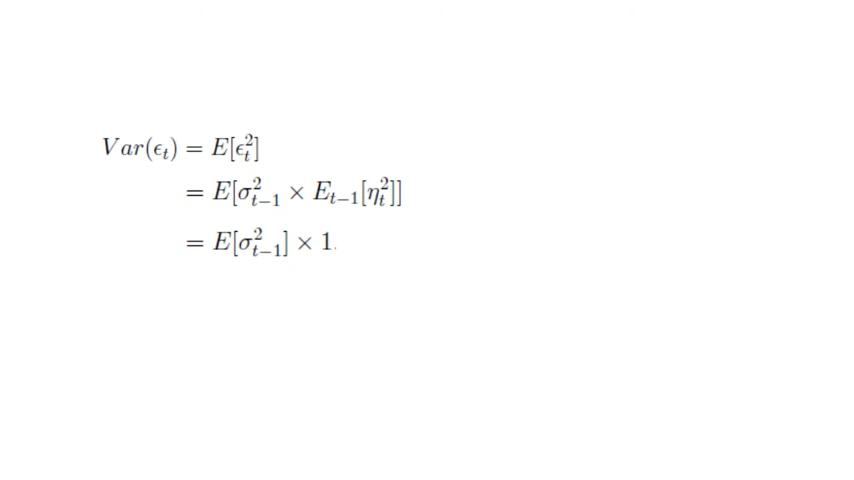 Var(ϵ_t) = E[ϵ_t^2]
= E[σ_{t−1}^2 × E_{t−1}[η_t^2]]
= E[σ_{t−1}^2] × 1.